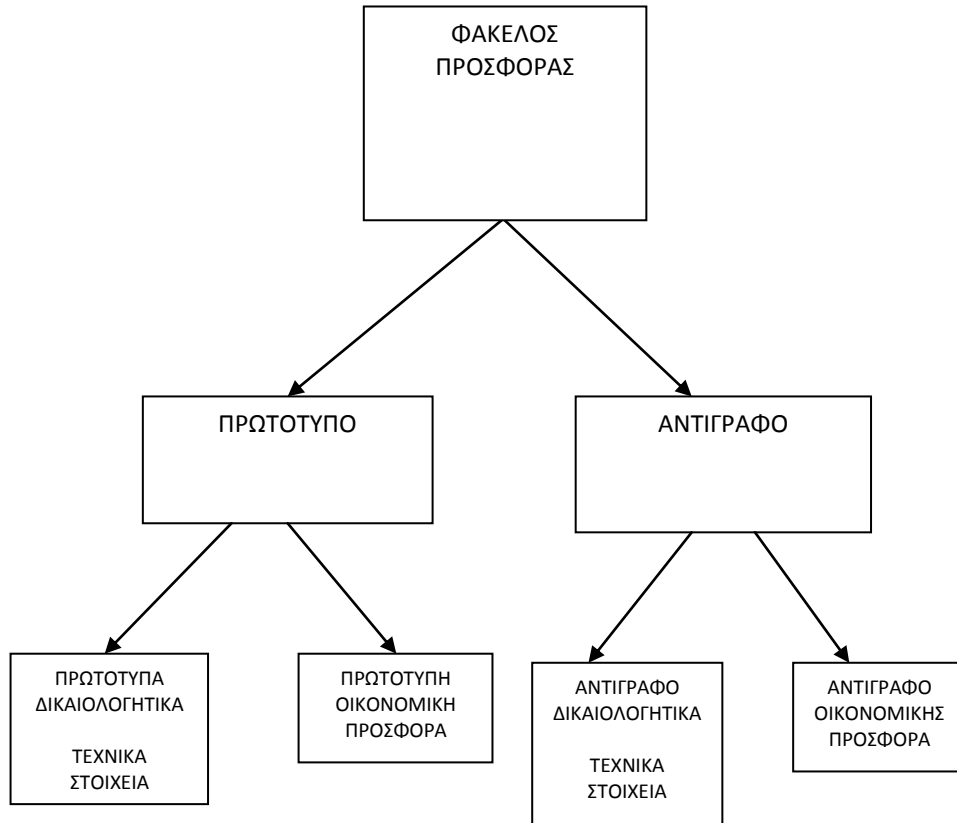 ΦΑΚΕΛΟΣ
ΠΡΟΣΦΟΡΑΣ
ΠΡΩΤΟΤΥΠΟ
ΑΝΤΙΓΡΑΦΟ
ΠΡΩΤΟΤΥΠΑ
ΔΙΚΑΙΟΛΟΓΗΤΙΚΑ
ΤΕΧΝΙΚΑ
ΣΤΟΙΧΕΙΑ
ΠΡΩΤΟΤΥΠΗ
ΟΙΚΟΝΟΜΙΚΗ
ΠΡΟΣΦΟΡΑ
ΑΝΤΙΓΡΑΦΟ
ΔΙΚΑΙΟΛΟΓΗΤΙΚΑ
ΤΕΧΝΙΚΑ
ΣΤΟΙΧΕΙΑ
ΑΝΤΙΓΡΑΦΟ
ΟΙΚΟΝΟΜΙΚΗΣ
ΠΡΟΣΦΟΡΑ